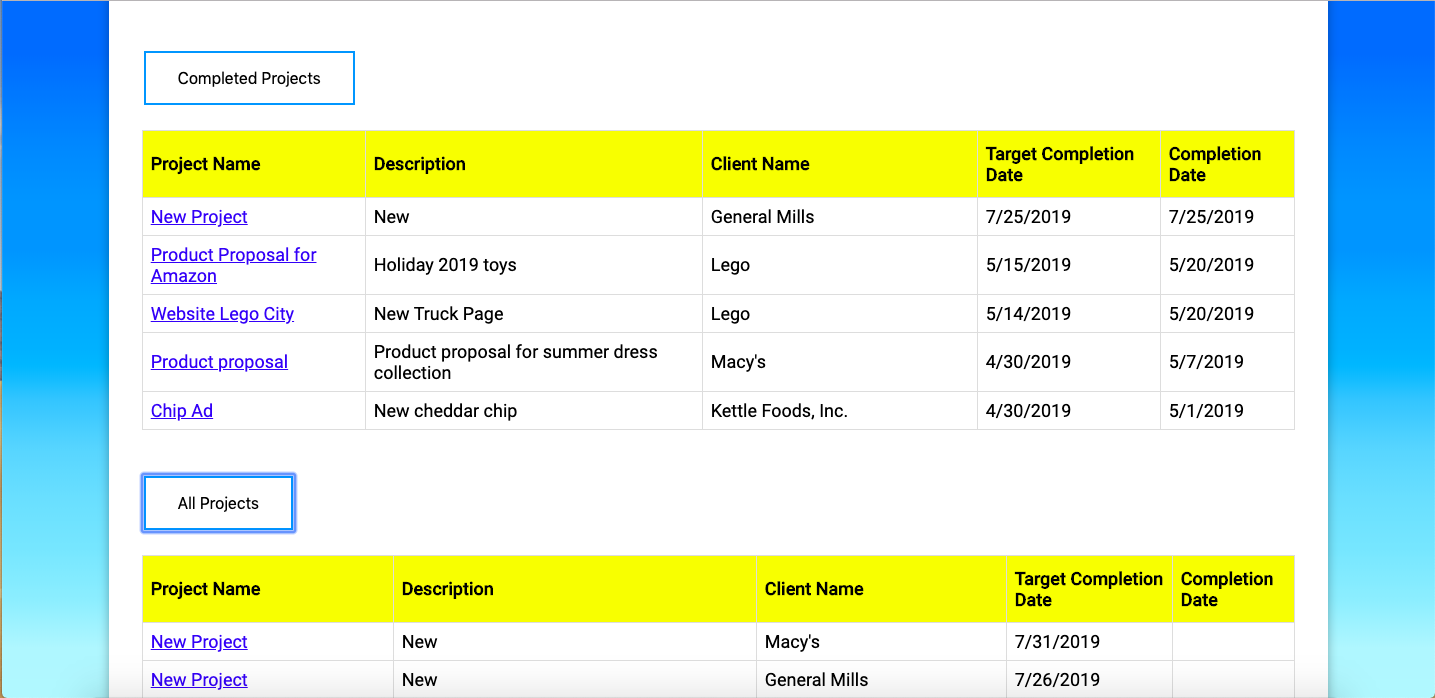 Completed Projects
Project Name Description Client Name Target Completion Date Completion Date
New Project New General Mills 7/25/2019 7/25/2019
Product Proposal for Amazon Holiday 2019 toys Lego 5/15/2019 5/20/2019
Website Lego City New Truck Page Lego 5/14/2019 5/20/2019
Product proposal Product proposal for summer dress collection Macy's 4/30/2019 5/7/2019
Chip Ad New cheddar chip Kettle Foods, Inc. 4/30/2019 5/1/2019
All Projects
Project Name Description Client Name Target Completion Date Completion Date
New Project New Macy's 7/31/2019
New Project New General Mills 7/26/2019